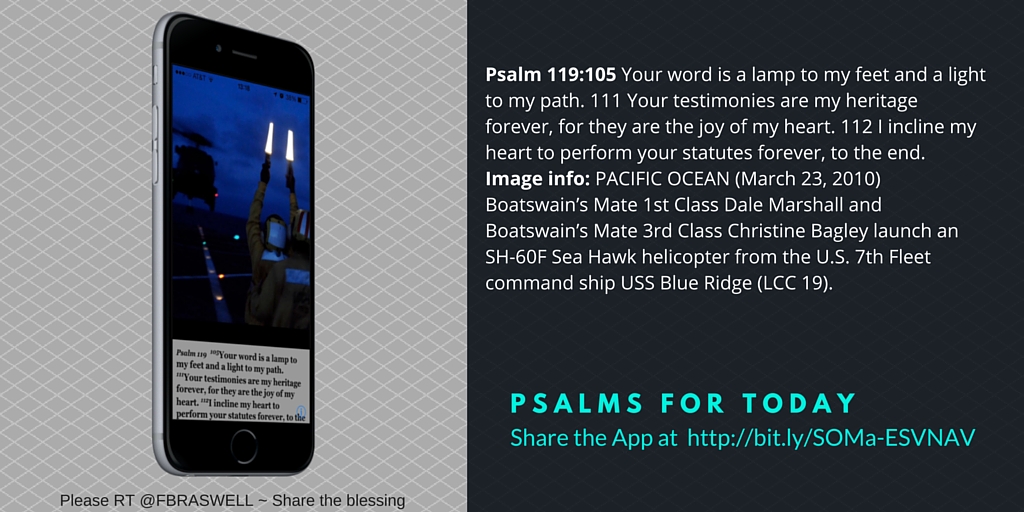 AT&T
Psalm 119 105Your word is a lamp to
my feet and a light to my path.
111Your testimonies are my heritage
forever, for they are the joy of my
heart. 112I incline my heart to
perform your statutes forever, to the
Please RT @FBRASWELL ~ Share the blessing
Psalm 119:105 Your word is a lamp to my feet and a light
to my path. 111 Your testimonies are my heritage
forever, for they are the joy of my heart. 112 I incline my
heart to perform your statutes forever, to the end.
Image info: PACIFIC OCEAN (March 23, 2010)
Boatswain’s Mate 1st Class Dale Marshall and
Boatswain’s Mate 3rd Class Christine Bagley launch an
SH-60F Sea Hawk helicopter from the U.S. 7th Fleet
command ship USS Blue Ridge (LCC 19).
PSALMS FOR TODAY
Share the App at http://bit.ly/SOMa-ESVNAV